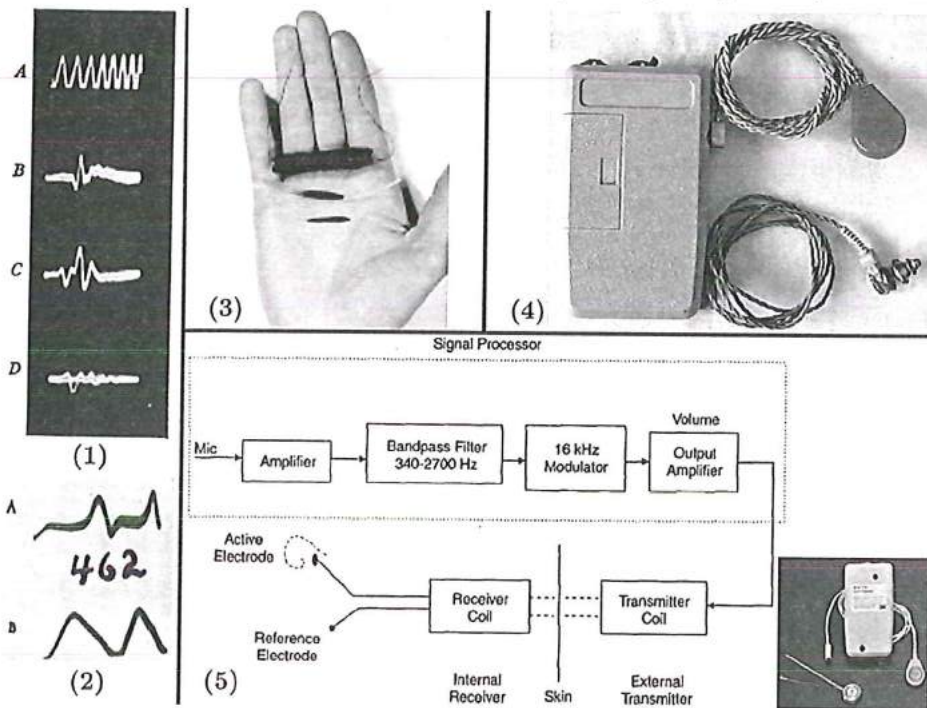 A
B
C
D
(1)
A
462
B
(2)
(3)
(4)
Signal Processor
Mic
Amplifier
Bandpass Filter
340-2700 Hz
16 kHz
Modulator
Volume
Output
Amplifier
Active
Electrode
Reference
Electrode
Receiver
Coil
Transmitter
Coil
(5)
Internal
Receiver
Skin
External
Transmitter